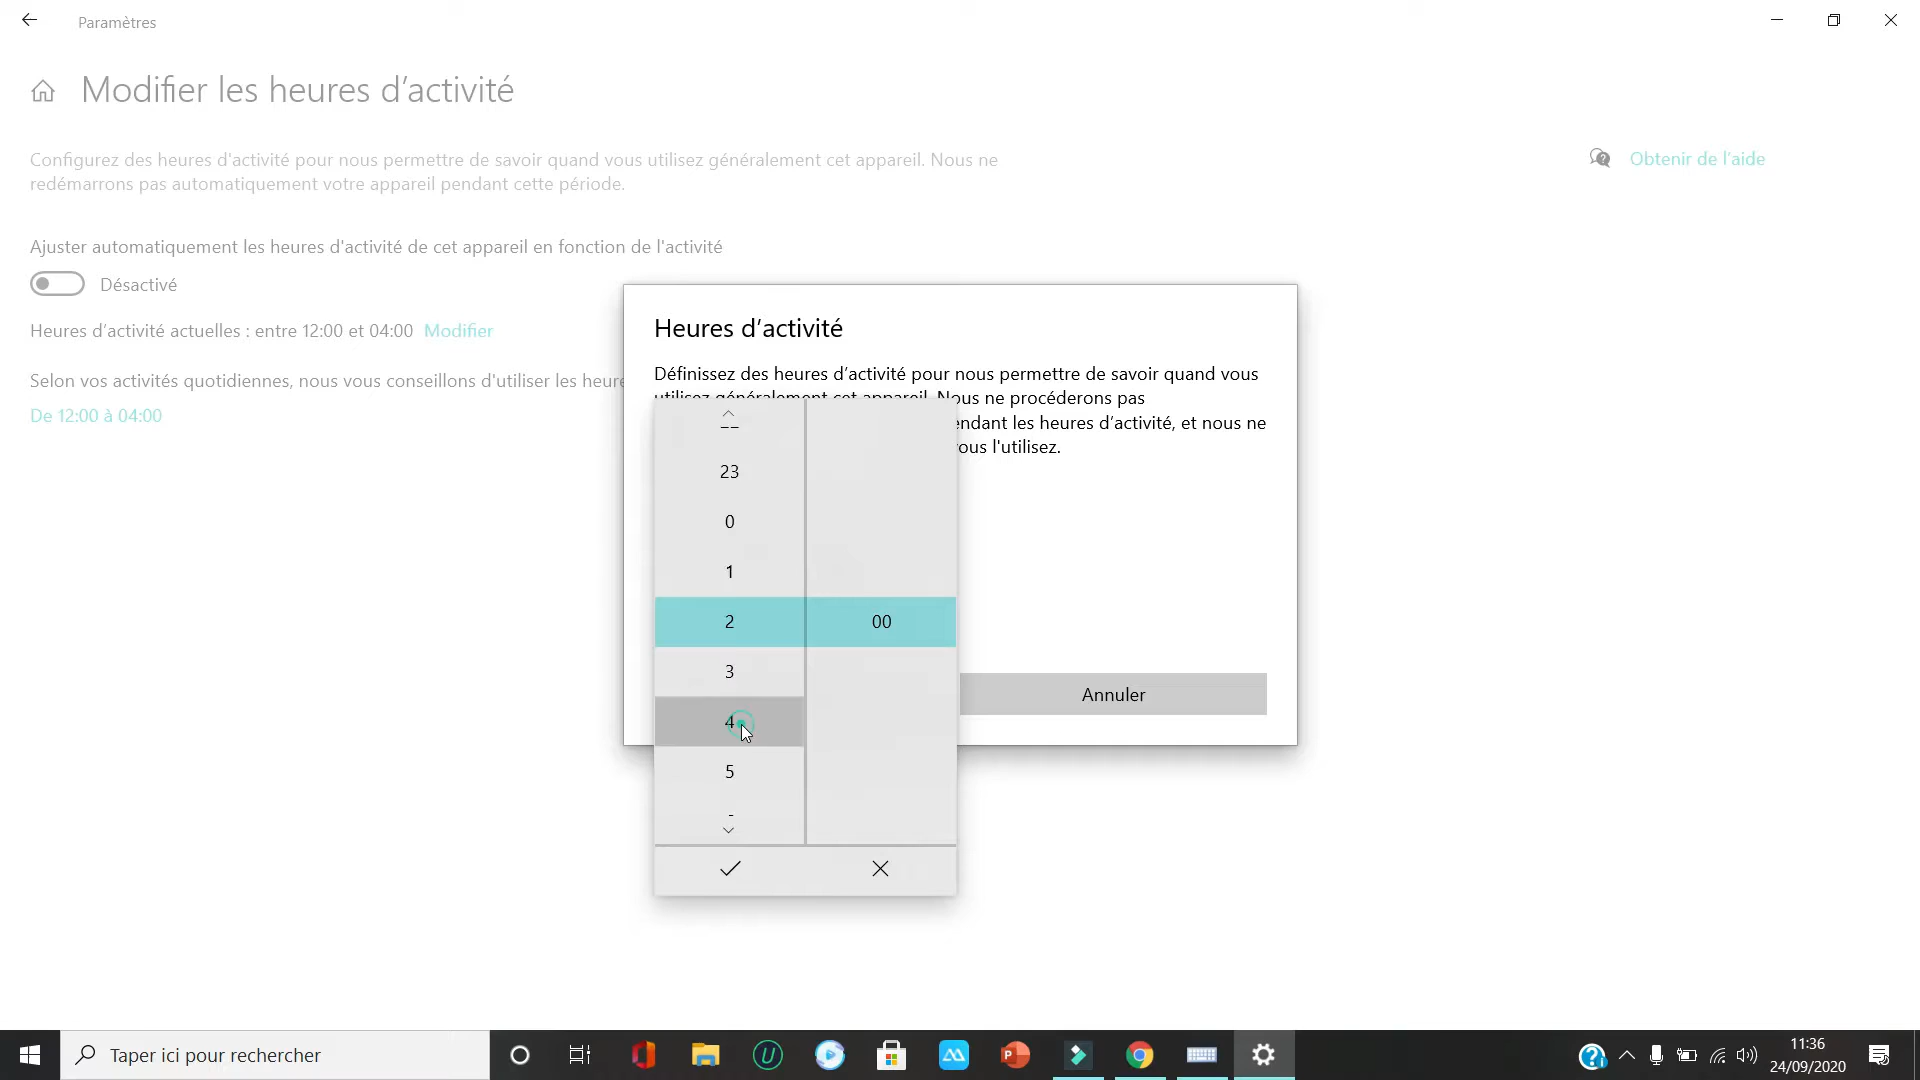 Paramètres
Modifier les heures d’activité
Configurez des heures d'activité pour nous permettre de savoir quand vous utilisez généralement cet appareil. Nous ne
redémarrons pas automatiquement votre appareil pendant cette période.
Obtenir de l’aide
Ajuster automatiquement les heures d'activité de cet appareil en fonction de l'activité
Désactivé
Heures d’activité actuelles : entre 12:00 et 04:00 Modifier
Selon vos activités quotidiennes, nous vous conseillons d'utiliser les heure
De 12:00 à 04:00
Heures d’activité
Définissez des heures d’activité pour nous permettre de savoir quand vous
utilisez généralement cet appareil. Nous ne procéderons pas
endant les heures d’activité, et nous ne
vous l'utilisez.
23
0
1
2 00
3
4
5
Annuler
Taper ici pour rechercher
11:36
24/09/2020